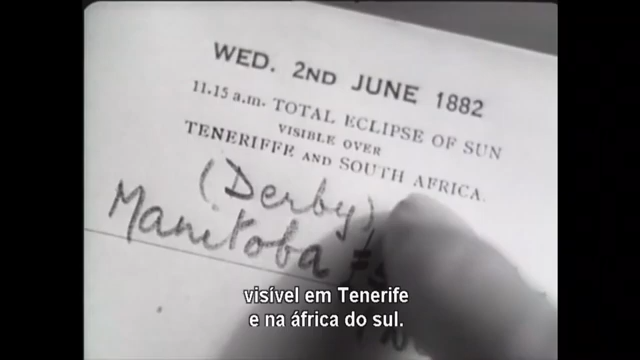 WED. 2ND JUNE 1882
11.15 a.m. TOTAL ECLIPSE OF SUN
VISIBLE OVER
TENERIFFE AND SOUTH AFRICA.
(Derby)
Manitoba =
visível em Tenerife
e na áfrica do sul.